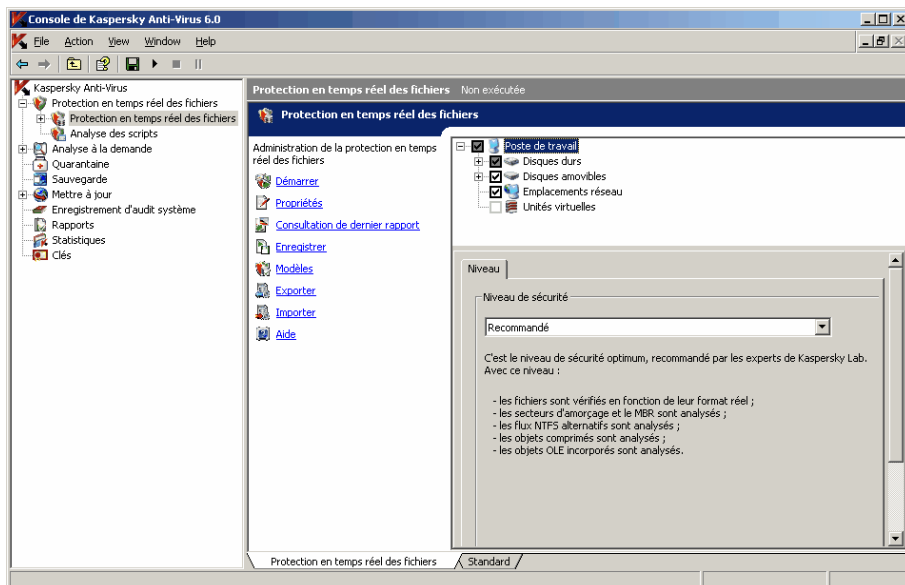 Console de Kaspersky Anti-Virus 6.0
File Action View Window Help
Kaspersky Anti-Virus
Protection en temps réel des fichiers
Protection en temps réel des fichiers
Analyse des scripts
Analyse à la demande
Quarantaine
Sauvegarde
Mettre à jour
Enregistrement d'audit système
Rapports
Statistiques
Clés
Protection en temps réel des fichiers Non exécutée
Protection en temps réel des fichiers
Administration de la protection en temps
réel des fichiers
Démarrer
Propriétés
Consultation de dernier rapport
Enregistrer
Modèles
Exporter
Importer
Aide
Poste de travail
Disques durs
Disques amovibles
Emplacements réseau
Unités virtuelles
Niveau
Niveau de sécurité
Recommandé
C'est le niveau de sécurité optimum, recommandé par les experts de Kaspersky Lab.
Avec ce niveau :
- les fichiers sont vérifiés en fonction de leur format réel ;
- les secteurs d'amorçage et le MBR sont analysés ;
- les flux NTFS alternatifs sont analysés ;
- les objets comprimés sont analysés ;
- les objets OLE incorporés sont analysés.
Protection en temps réel des fichiers Standard